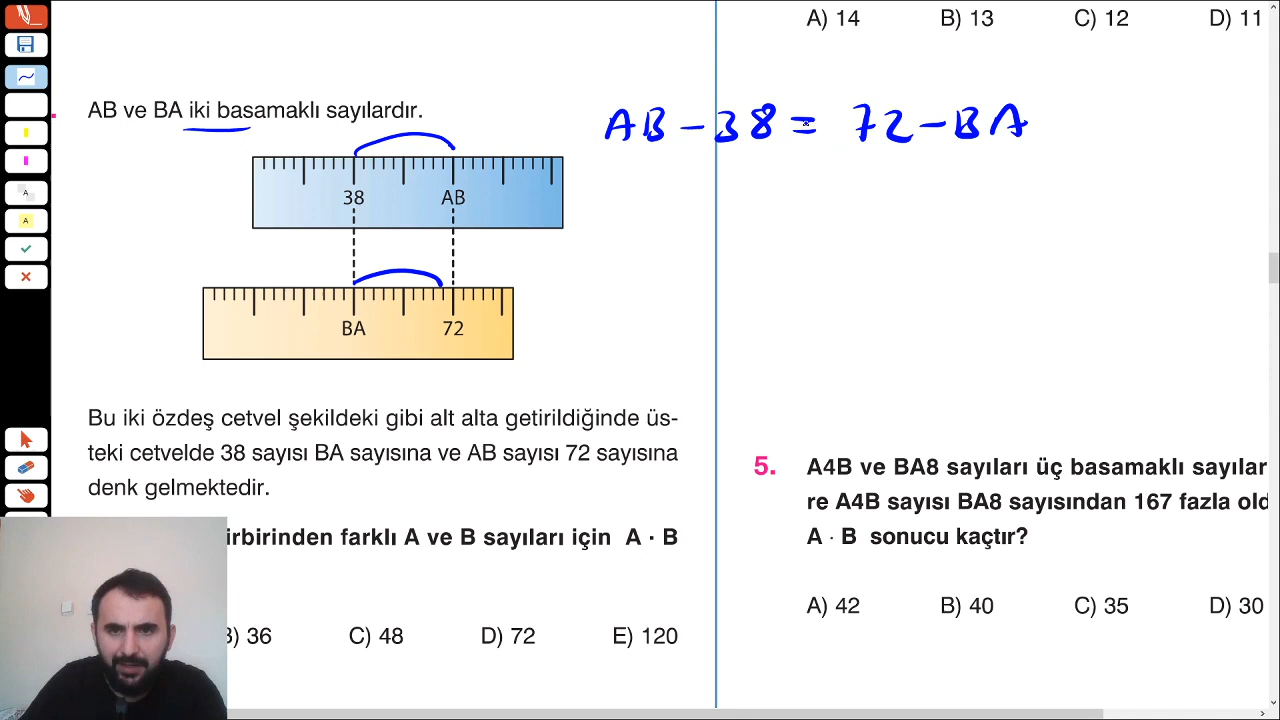 A) 14 B) 13 C) 12 D) 11
AB ve BA iki basamaklı sayılardır.
AB - 38 = 72 - BA
38 AB
BA 72
Bu iki özdeş cetvel şekildeki gibi alt alta getirildiğinde üs-
teki cetvelde 38 sayısı BA sayısına ve AB sayısı 72 sayısına
denk gelmektedir.
irbirinden farklı A ve B sayıları için A · B
B) 36 C) 48 D) 72 E) 120
5. A4B ve BA8 sayıları üç basamaklı sayılar
re A4B sayısı BA8 sayısından 167 fazla old
A · B sonucu kaçtır?
A) 42 B) 40 C) 35 D) 30